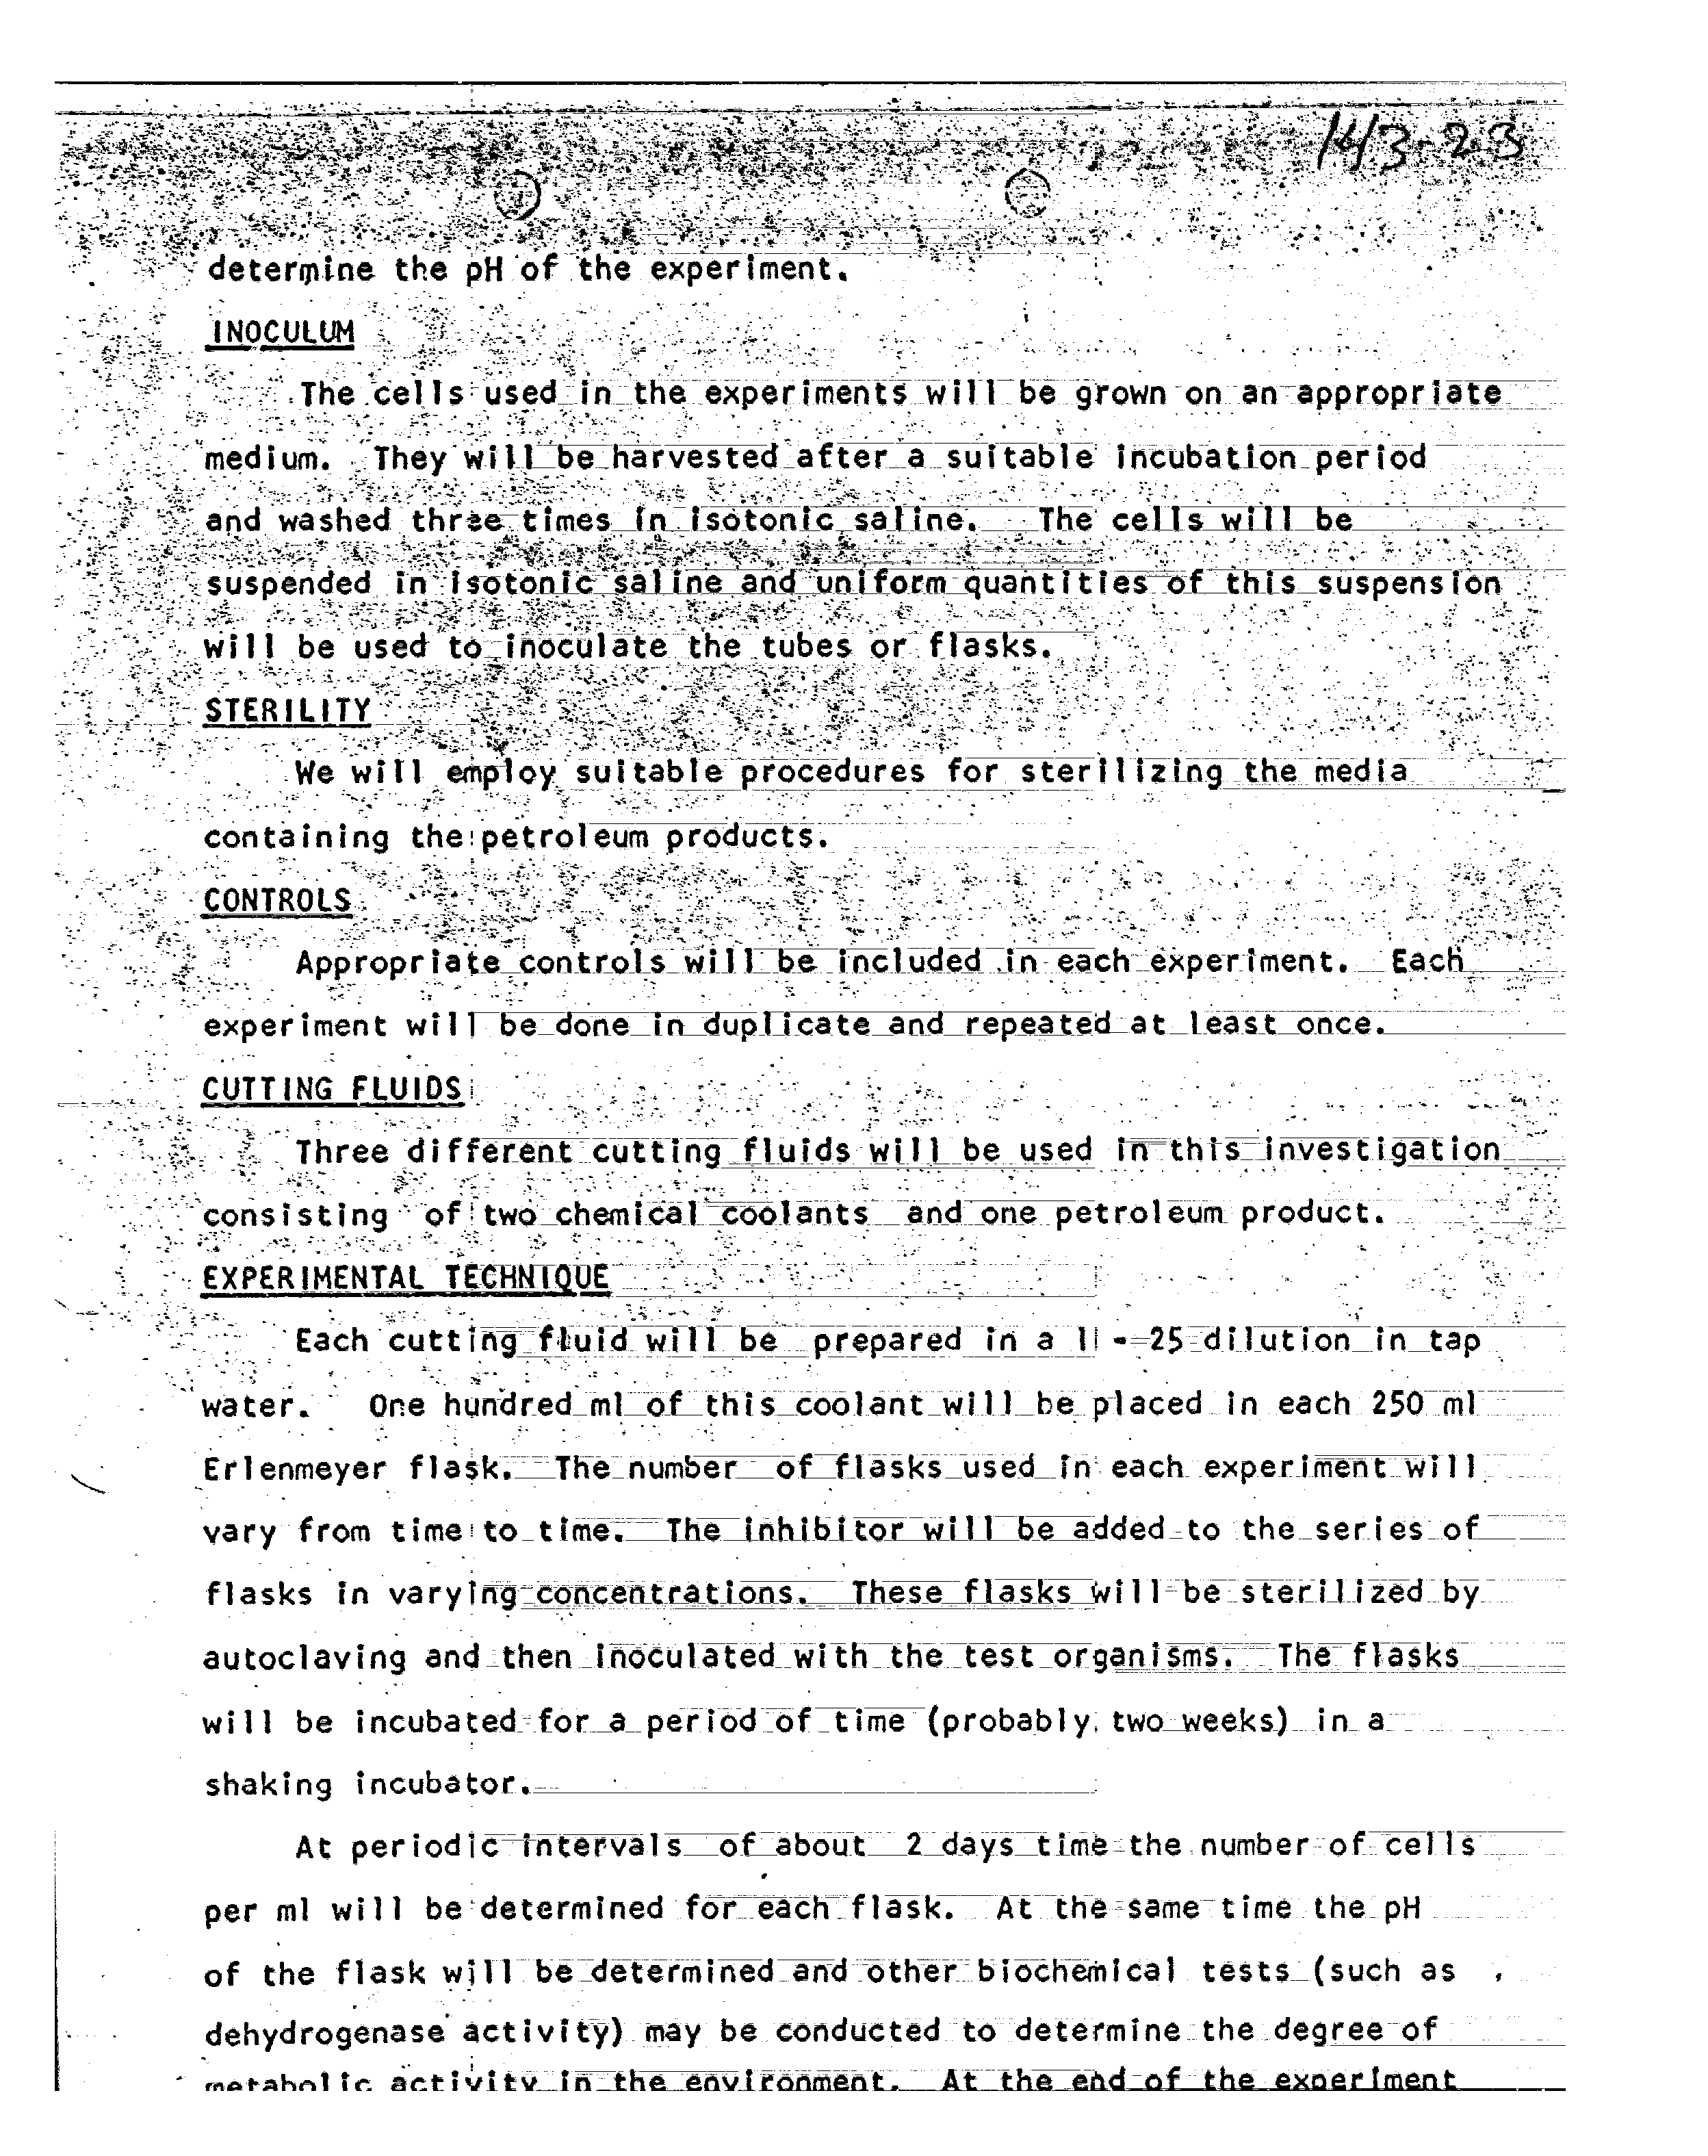 determine the pH of the experiment.
INOCULUM
The cells used in the experiments will be grown on an appropriate
medium. They will be harvested after a suitable incubation period
and washed three times in isotonic saline. The cells will be
suspended in isotonic saline and uniform quantities of this suspension
will be used to inoculate the tubes or flasks.
STERILITY
We will employ suitable procedures for sterilizing the media
containing the petroleum products.
CONTROLS
Appropriate controls will be included in each experiment. Each
experiment will be done in duplicate and repeated at least once.
CUTTING FLUIDS
Three different cutting fluids will be used in this investigation
consisting of two chemical coolants and one petroleum product.
EXPERIMENTAL TECHNIQUE
Each cutting fluid will be prepared in a 1 - 25 dilution in tap
water. One hundred ml of this coolant will be placed in each 250 ml
Erlenmeyer flask. The number of flasks used in each experiment will
vary from time to time. The inhibitor will be added to the series of
flasks in varying concentrations. These flasks will be sterilized by
autoclaving and then inoculated with the test organisms. The flasks
will be incubated for a period of time (probably two weeks) in a
shaking incubator.
At periodic intervals of about 2 days time the number of cells
per ml will be determined for each flask. At the same time the pH
of the flask will be determined and other biochemical tests (such as
dehydrogenase activity) may be conducted to determine the degree of
metabolic activity in the environment. At the end of the experiment